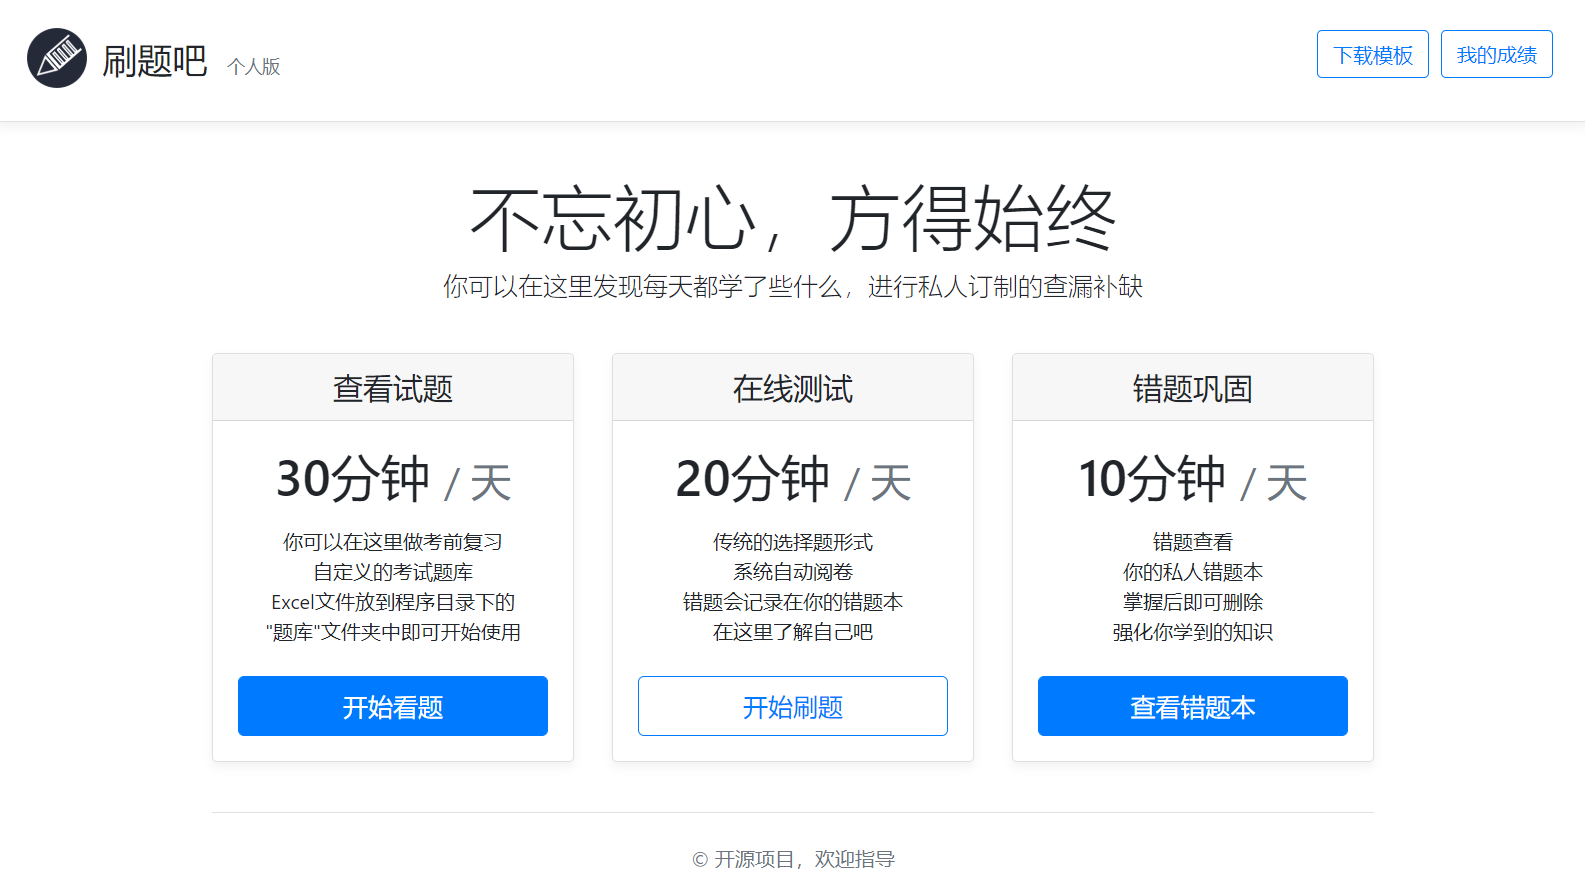 刷题吧 个人版
下载模板 我的成绩
不忘初心，方得始终
你可以在这里发现每天都学了些什么，进行私人订制的查漏补缺
查看试题
30分钟 / 天
你可以在这里做考前复习
自定义的考试题库
Excel文件放到程序目录下的
"题库"文件夹中即可开始使用
开始看题
在线测试
20分钟 / 天
传统的选择题形式
系统自动阅卷
错题会记录在你的错题本
在这里了解自己吧
开始刷题
错题巩固
10分钟 / 天
错题查看
你的私人错题本
掌握后即可删除
强化你学到的知识
查看错题本
© 开源项目，欢迎指导